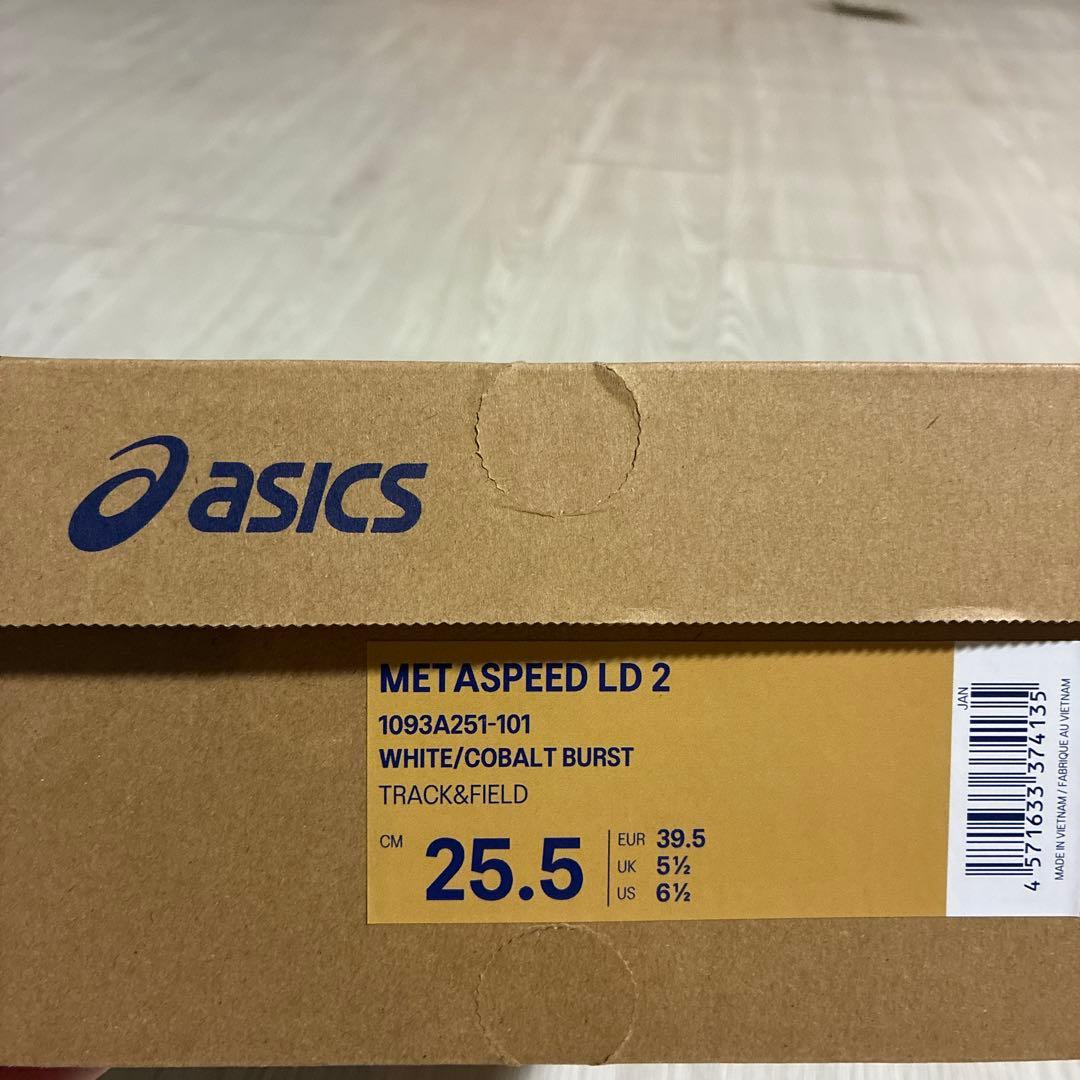 asics
METASPEED LD 2
1093A251-101
WHITE/COBALT BURST
TRACK&FIELD
CM 25.5
EUR 39.5
UK 5½
US 6½
JAN
4 571633 374135
MADE IN VIETNAM / FABRIQUE AU VIETNAM